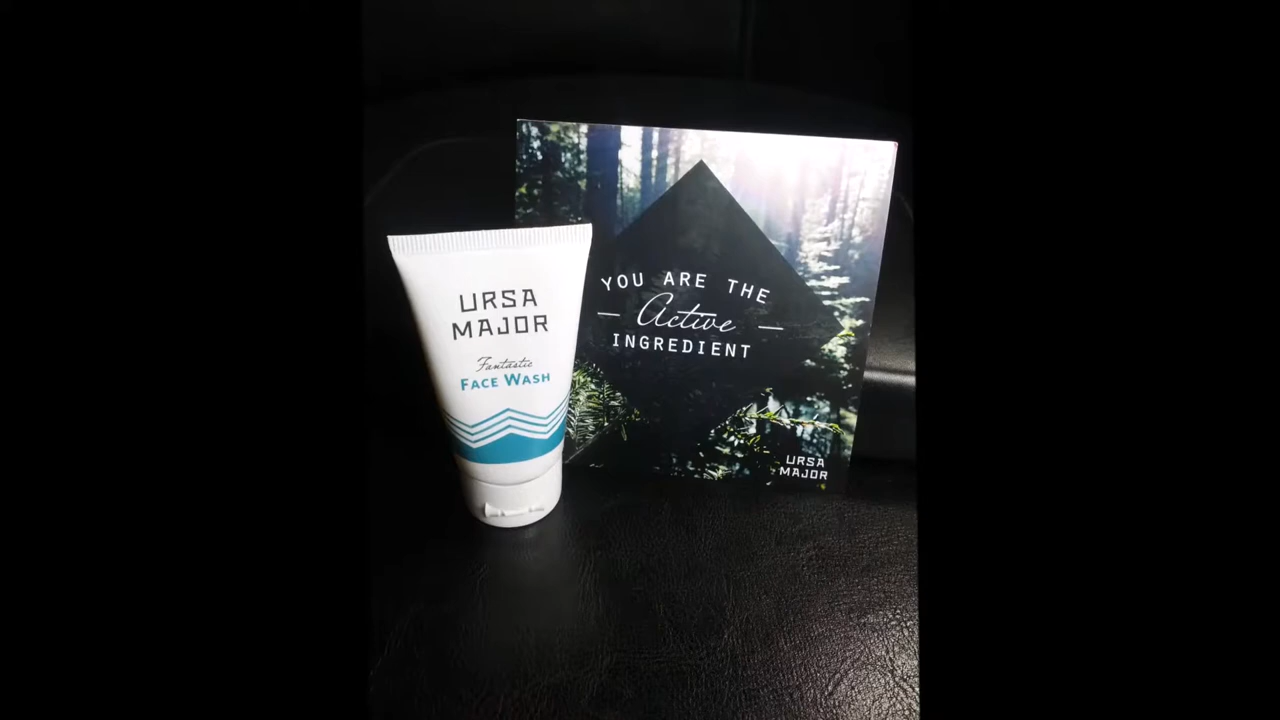 URSA
MAJOR
Fantastic
FACE WASH
YOU ARE THE
Active
INGREDIENT
URSA
MAJOR